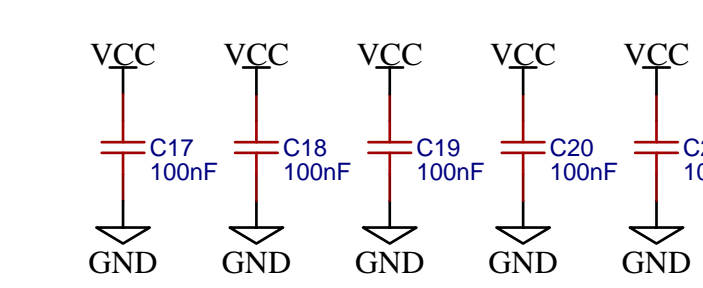 VCC VCC VCC VCC VCC
C17 C18 C19 C20
100nF 100nF 100nF 100nF
GND GND GND GND GND